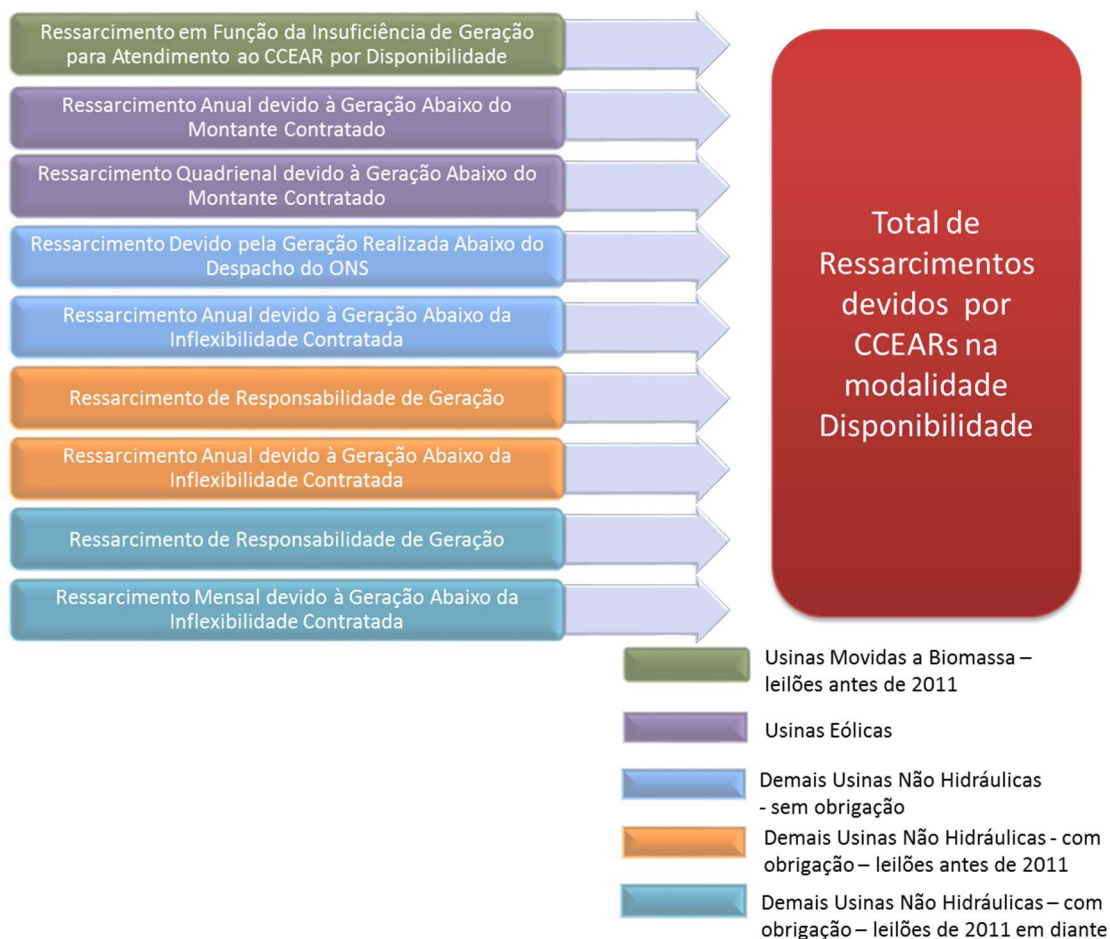 Ressarcimento em Função da Insuficiência de Geração
para Atendimento ao CCEAR por Disponibilidade
Ressarcimento Anual devido à Geração Abaixo do
Montante Contratado
Ressarcimento Quadrienal devido à Geração Abaixo do
Montante Contratado
Ressarcimento Devido pela Geração Realizada Abaixo do
Despacho do ONS
Ressarcimento Anual devido à Geração Abaixo da
Inflexibilidade Contratada
Ressarcimento de Responsabilidade de Geração
Ressarcimento Anual devido à Geração Abaixo da
Inflexibilidade Contratada
Ressarcimento de Responsabilidade de Geração
Ressarcimento Mensal devido à Geração Abaixo da
Inflexibilidade Contratada
Total de
Ressarcimentos
devidos por
CCEARs na
modalidade
Disponibilidade
Usinas Movidas a Biomassa –
leilões antes de 2011
Usinas Eólicas
Demais Usinas Não Hidráulicas
- sem obrigação
Demais Usinas Não Hidráulicas - com
obrigação – leilões antes de 2011
Demais Usinas Não Hidráulicas – com
obrigação – leilões de 2011 em diante